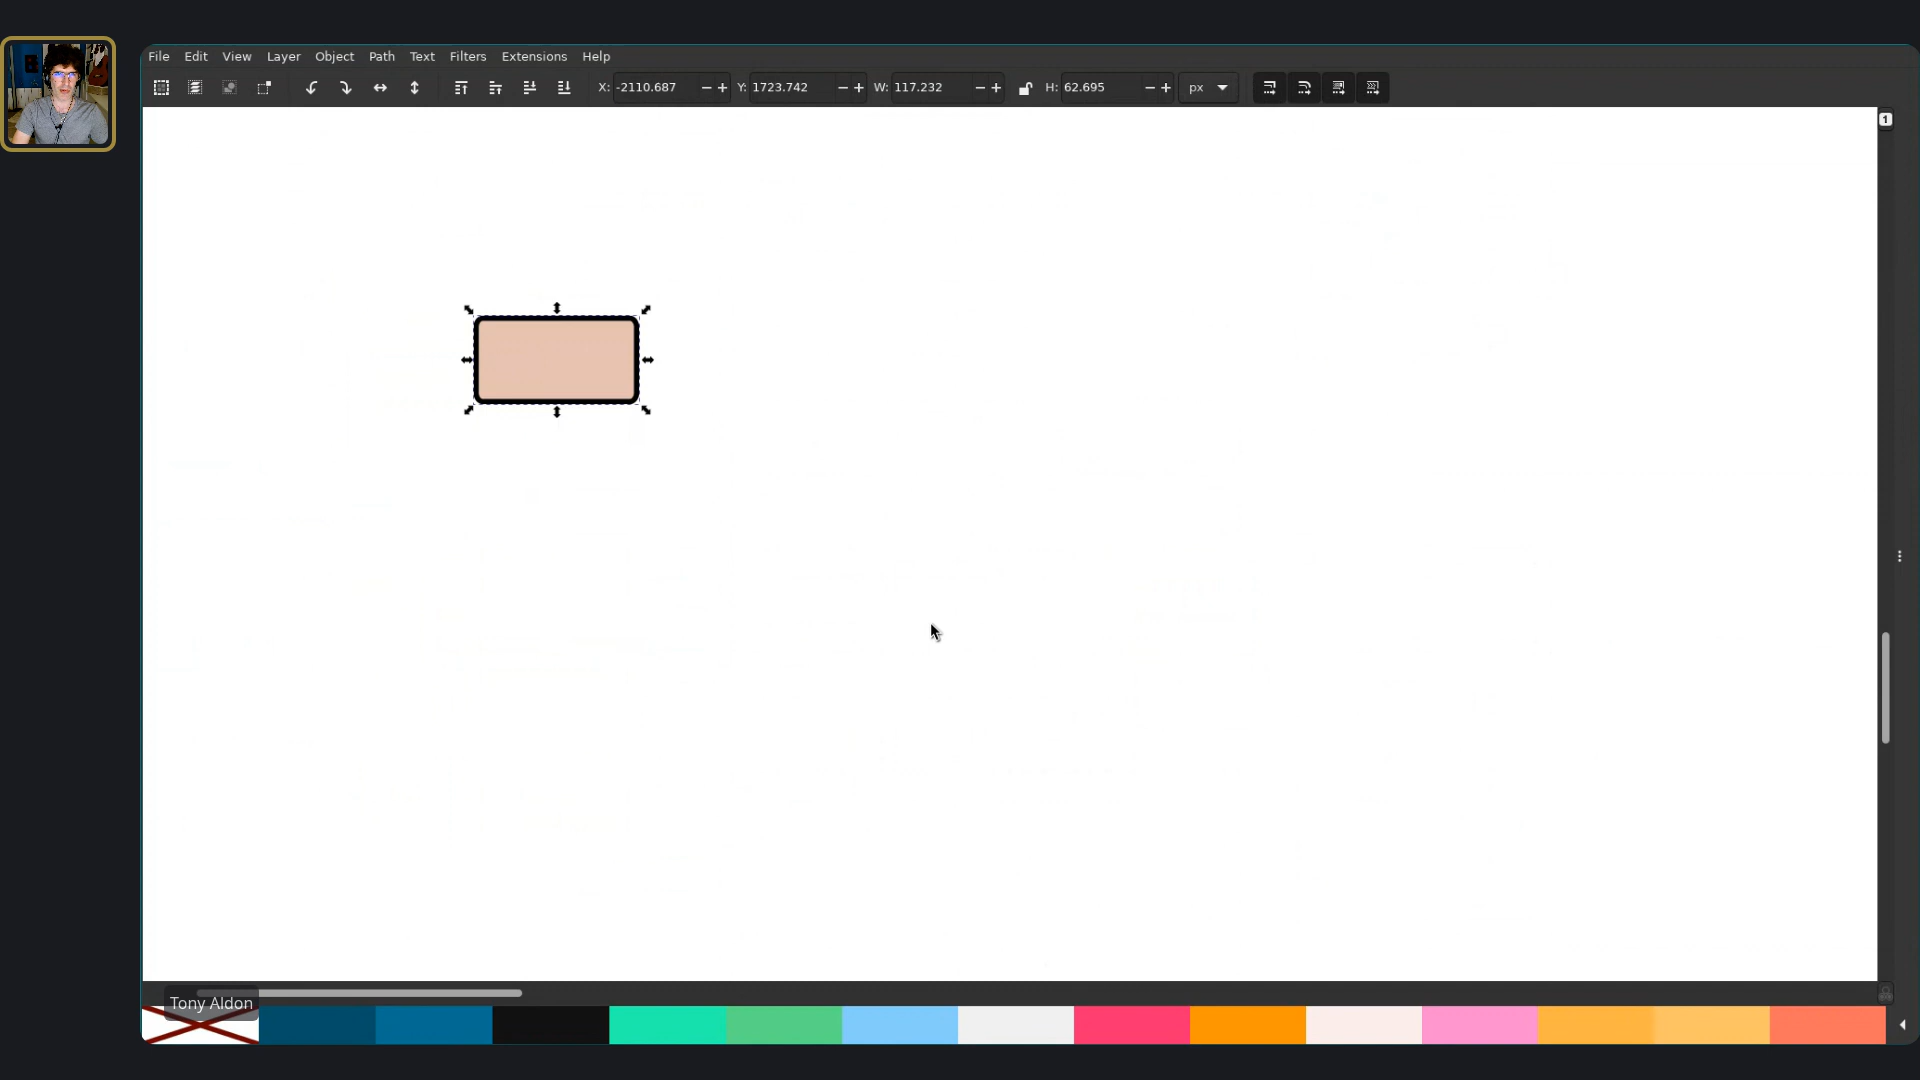 File Edit View Layer Object Path Text Filters Extensions Help
X: -2110.687 Y: 1723.742 W: 117.232 H: 62.695 px
1
Tony Aldon